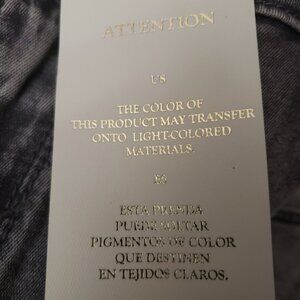 ATTENTION
US
THE COLOR OF
THIS PRODUCT MAY TRANSFER
ONTO LIGHT-COLORED
MATERIALS.
ES
ESTA PRENDA
PUEDE SOLTAR
PIGMENTOS DE COLOR
QUE DESTIÑEN
EN TEJIDOS CLAROS.